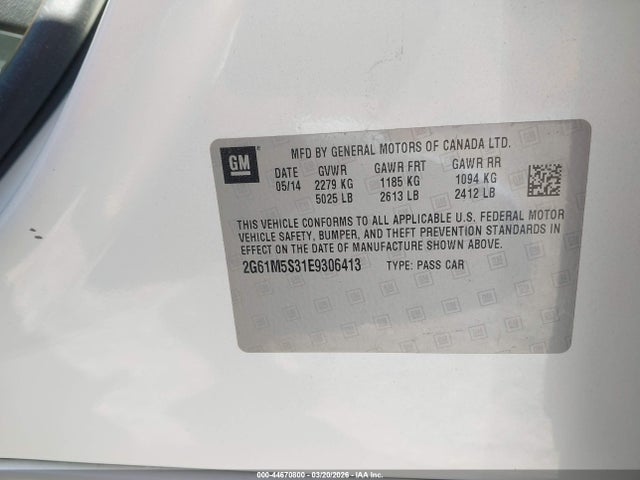 GM
MFD BY GENERAL MOTORS OF CANADA LTD.
DATE GVWR GAWR FRT GAWR RR
05/14 2279 KG 1185 KG 1094 KG
5025 LB 2613 LB 2412 LB
THIS VEHICLE CONFORMS TO ALL APPLICABLE U.S. FEDERAL MOTOR
VEHICLE SAFETY, BUMPER, AND THEFT PREVENTION STANDARDS IN
EFFECT ON THE DATE OF MANUFACTURE SHOWN ABOVE.
2G61M5S31E9306413 TYPE: PASS CAR
000-44670800 - 03/20/2026 - IAA Inc.